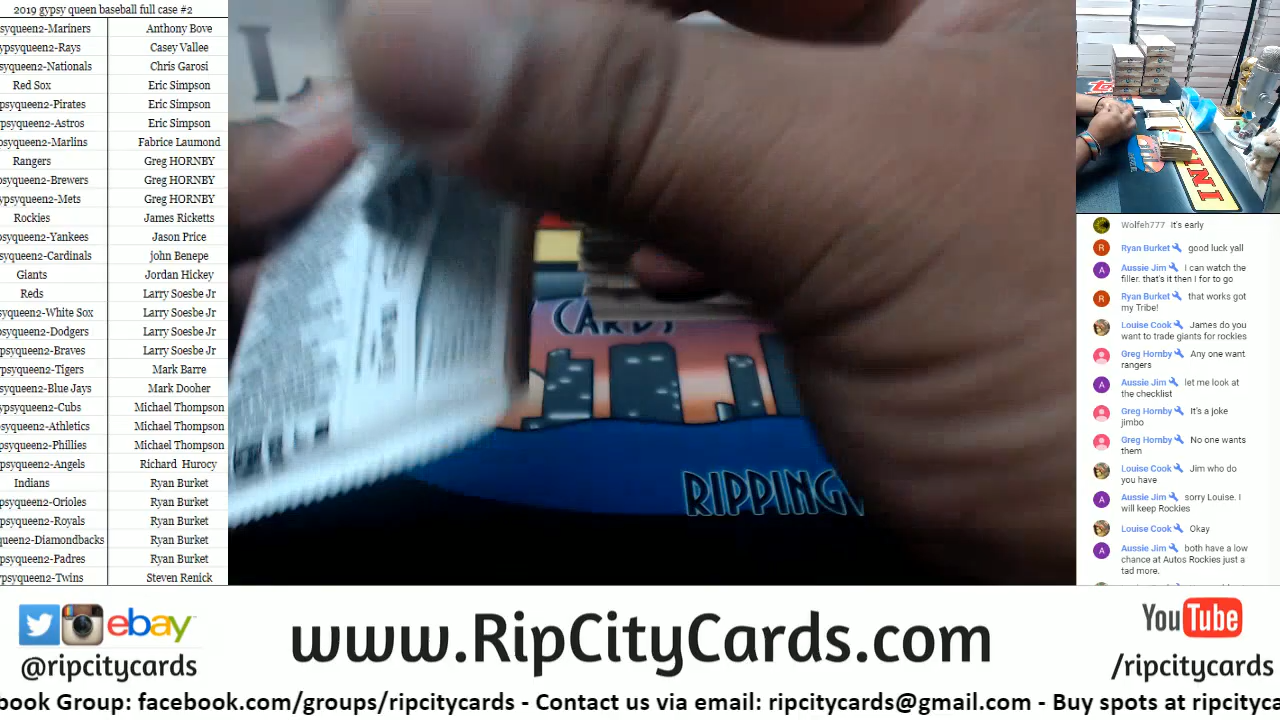 2019 gypsy queen baseball full case #2
syqueen2-Mariners Anthony Bove
ypsyqueen2-Rays Casey Vallee
psyqueen2-Nationals Chris Garosi
Red Sox Eric Simpson
psyqueen2-Pirates Eric Simpson
psyqueen2-Astros Eric Simpson
psyqueen2-Marlins Fabrice Laumond
Rangers Greg HORNBY
psyqueen2-Brewers Greg HORNBY
ypsyqueen2-Mets Greg HORNBY
Rockies James Ricketts
psyqueen2-Yankees Jason Price
psyqueen2-Cardinals john Benepe
Giants Jordan Hickey
Reds Larry Soesbe Jr
syqueen2-White Sox Larry Soesbe Jr
psyqueen2-Dodgers Larry Soesbe Jr
psyqueen2-Braves Larry Soesbe Jr
psyqueen2-Tigers Mark Barre
psyqueen2-Blue Jays Mark Dooher
ypsyqueen2-Cubs Michael Thompson
psyqueen2-Athletics Michael Thompson
psyqueen2-Phillies Michael Thompson
psyqueen2-Angels Richard Hurocy
Indians Ryan Burket
psyqueen2-Orioles Ryan Burket
psyqueen2-Royals Ryan Burket
queen2-Diamondbacks Ryan Burket
psyqueen2-Padres Ryan Burket
ypsyqueen2-Twins Steven Renick
CARDS
RIPPING
MINI
Wolfeh777 It's early
Ryan Burket good luck yall
Aussie Jim I can watch the
filler. that's it then I for to go
Ryan Burket that works got
my Tribe!
Louise Cook James do you
want to trade giants for rockies
Greg Hornby Any one want
rangers
Aussie Jim let me look at
the checklist
Greg Hornby It's a joke
jimbo
Greg Hornby No one wants
them
Louise Cook Jim who do
you have
Aussie Jim sorry Louise. I
will keep Rockies
Louise Cook Okay
Aussie Jim both have a low
chance at Autos Rockies just a
tad more.
ebay
@ripcitycards
www.RipCityCards.com
YouTube
/ripcitycards
book Group: facebook.com/groups/ripcitycards - Contact us via email: ripcitycards@gmail.com - Buy spots at ripcityca